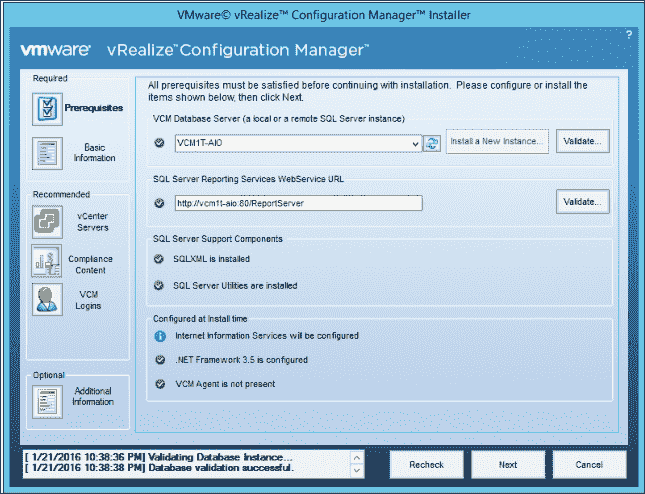 VMware© vRealize™ Configuration Manager™ Installer
?
vmware® vRealize™ Configuration Manager™
Required
Prerequisites
Basic
Information
Recommended
vCenter
Servers
Compliance
Content
VCM
Logins
Optional
Additional
Information
All prerequisites must be satisfied before continuing with installation. Please configure or install the
items shown below, then click Next.
VCM Database Server (a local or a remote SQL Server instance)
VCM1T-AIO
Install a New Instance...
Validate...
SQL Server Reporting Services WebService URL
http://vcm1t-aio:80/ReportServer
Validate...
SQL Server Support Components
SQLXML is installed
SQL Server Utilities are installed
Configured at Install time
Internet Information Services will be configured
.NET Framework 3.5 is configured
VCM Agent is not present
[ 1/21/2016 10:38:36 PM] Validating Database Instance...
[ 1/21/2016 10:38:38 PM] Database validation successful.
Recheck
Next
Cancel